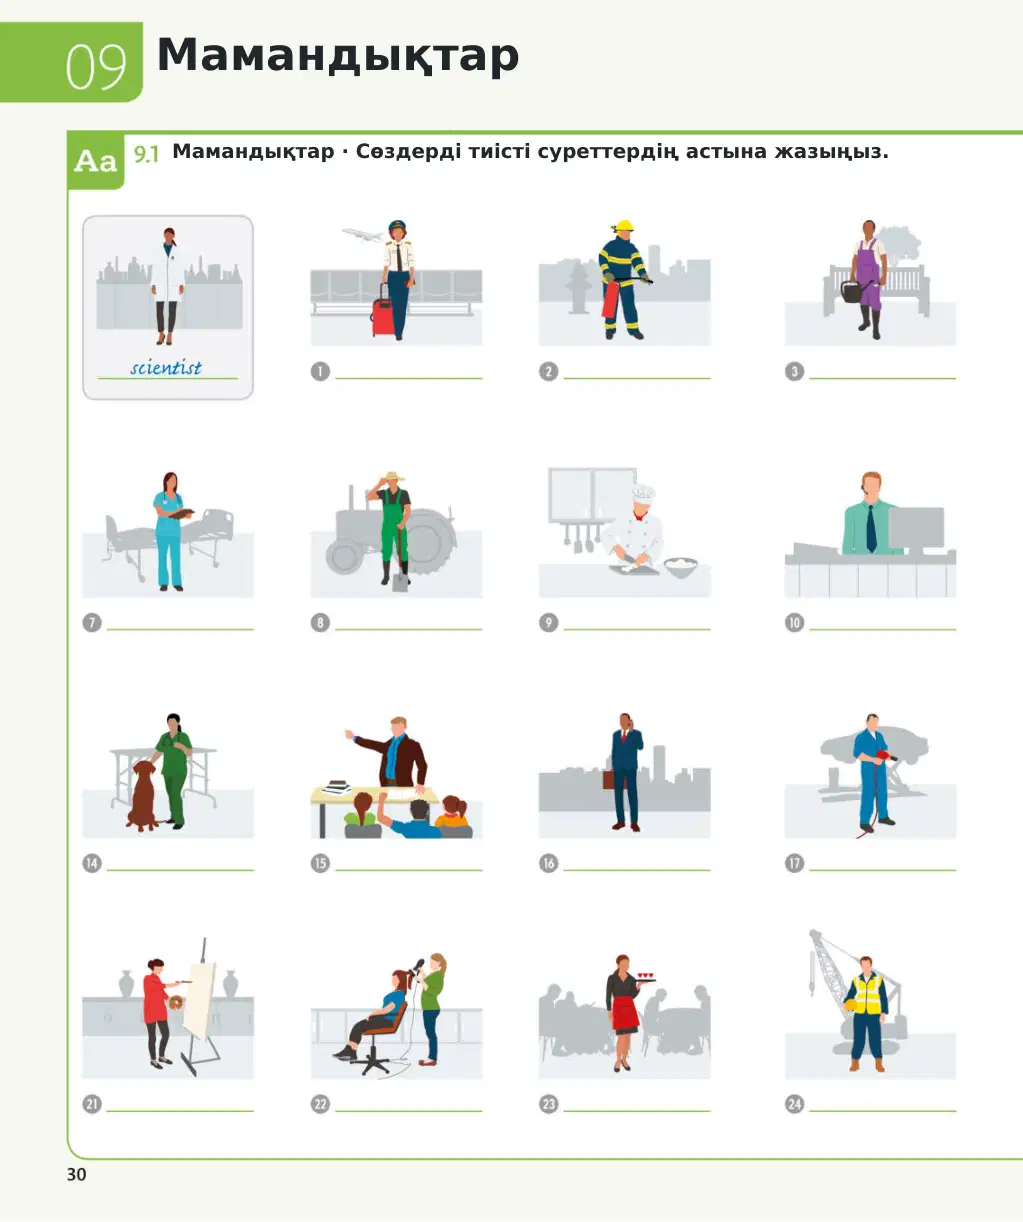 09 Мамандықтар
Aa 9.1 Мамандықтар · Сөздерді тиісті суреттердің астына жазыңыз.
scientist
1 2 3
7 8 9 10
14 15 16 17
21 22 23 24
30